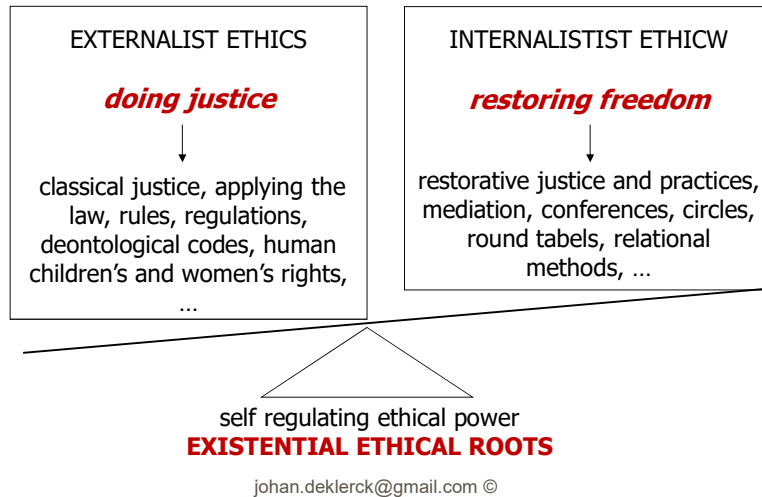 EXTERNALIST ETHICS
doing justice
classical justice, applying the
law, rules, regulations,
deontological codes, human
children's and women's rights,
…
INTERNALISTIST ETHICW
restoring freedom
restorative justice and practices,
mediation, conferences, circles,
round tabels, relational
methods, …
self regulating ethical power
EXISTENTIAL ETHICAL ROOTS
johan.deklerck@gmail.com ©